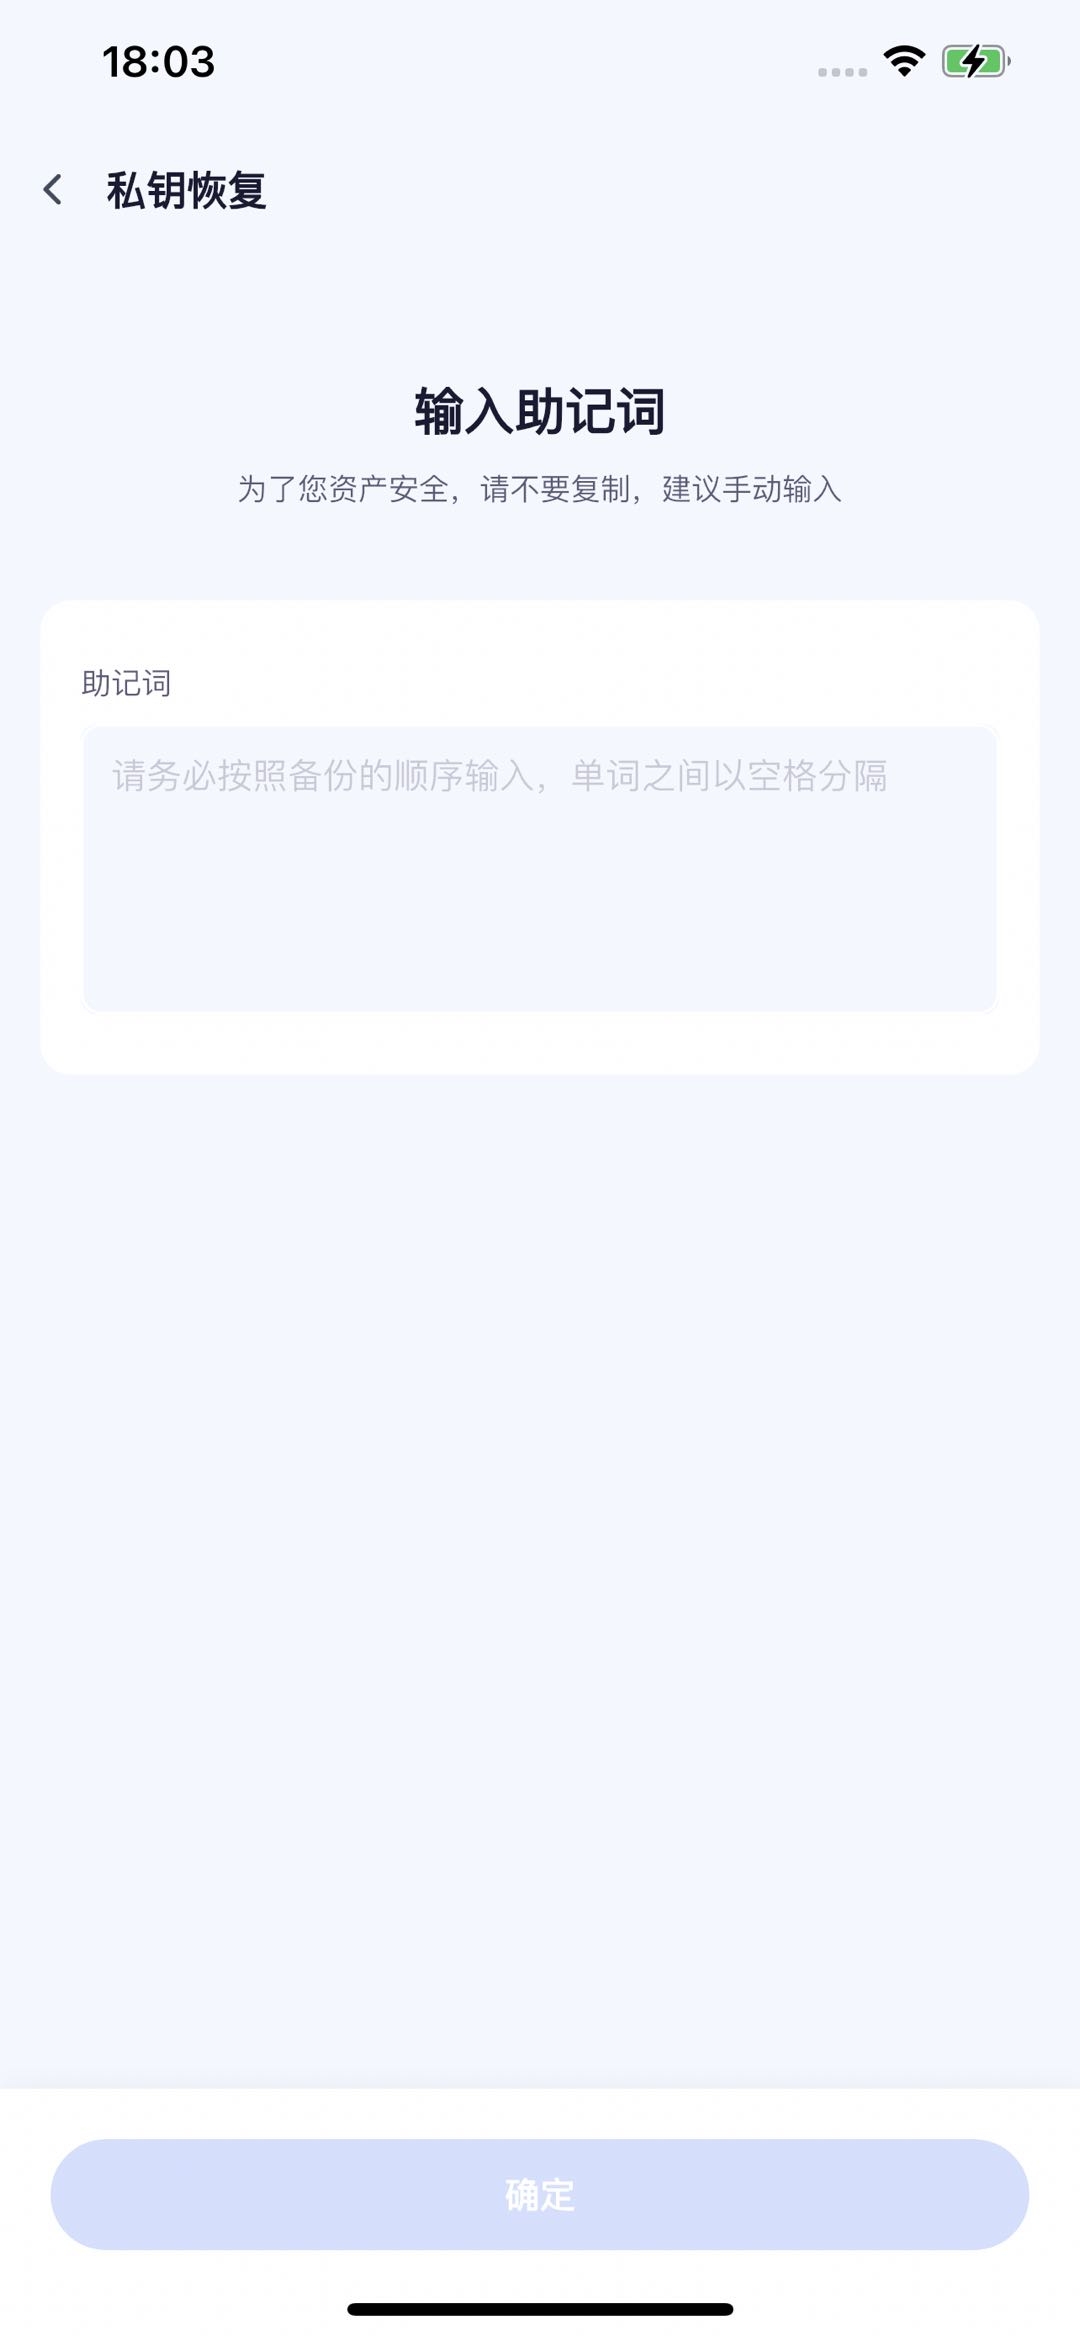 18:03
私钥恢复
输入助记词
为了您资产安全，请不要复制，建议手动输入
助记词
请务必按照备份的顺序输入，单词之间以空格分隔
确定